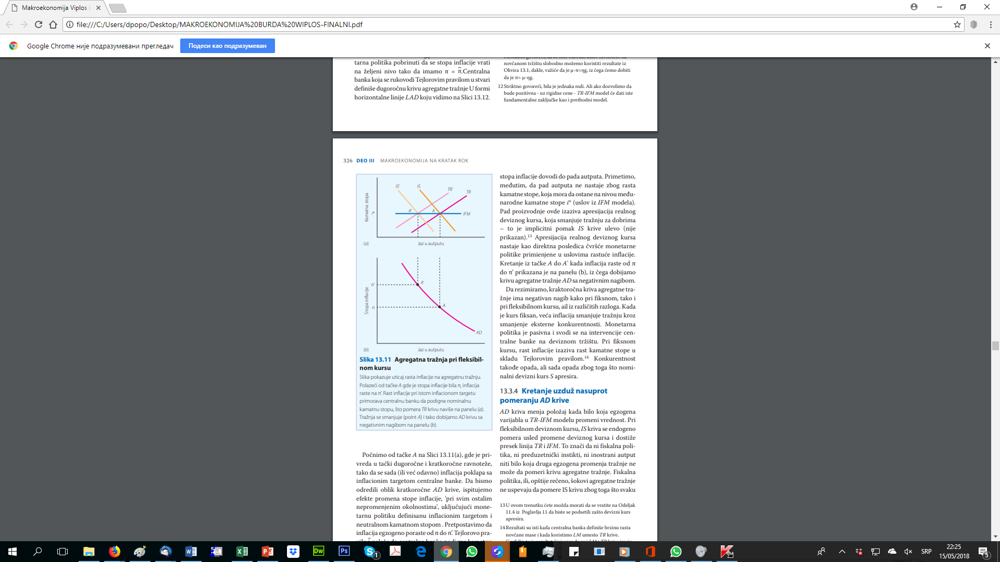 Makroekonomija Viplos i
file:///C:/Users/dpopo/Desktop/MAKROEKONOMIJA%20BURDA%20WIPLOS-FINALNI.pdf
Google Chrome није подразумевани прегледач
Подеси као подразумеван
tarna politika pobrinuti da se stopa inflacije vrati
na željeni nivo tako da imamo π = π̅.Centralna
banka koja se rukovodi Tejlorovim pravilom u stvari
definiše dugoročnu krivu agregatne tražnje U formi
horizontalne linije LAD koju vidimo na Slici 13.12.
novčanom tržištu slobodno možemo koristiti rezultate iz
Okvira 13.1, dakle, važiće da je μ-π=ηg, iz čega ćemo dobiti
da je π= μ-ηg.
12 Striktno govoreći, bila je jednaka nuli. Ali ako dozvolimo da
bude pozitivna - uz rigidne cene - TR-IFM model će dati iste
fundamentalne zaključke kao i prethodni model.
326 DEO III MAKROEKONOMIJA NA KRATAK ROK
IS' IS TR' TR
Kamatna stopa
i* A' A IFM
(a) Jaz u autputu
Stopa inflacije
π' A'
π A
AD
(b) Jaz u autputu
Slika 13.11 Agregatna tražnja pri fleksibil-
nom kursu
Slika pokazuje uticaj rasta inflacije na agregatnu tražnju.
Polazeći od tačke A gde je stopa inflacije bila π, inflacija
raste na π'. Rast inflacije pri istom inflacionom targetu
primorava centralnu banku da podigne nominalnu
kamatnu stopu, što pomera TR krivu naviše na panelu (a).
Tražnja se smanjuje (point A) i tako dobijamo AD krivu sa
negativnim nagibom na panelu (b).
Počnimo od tačke A na Slici 13.11(a), gde je pri-
vreda u tački dugoročne i kratkoročne ravnoteže,
tako da se sada (ili već odavno) inflacija poklapa sa
inflacionim targetom centralne banke. Da bismo
odredili oblik kratkoročne AD krive, ispitujemo
efekte promena stope inflacije, 'pri svim ostalim
nepromenjenim okolnostima', uključujući mone-
tarnu politiku definisanu inflacionim targetom i
neutralnom kamatnom stopom . Pretpostavimo da
inflacija egzogeno poraste od π do π'. Tejlorovo pra-
stopa inflacije dovodi do pada autputa. Primetimo,
međutim, da pad autputa ne nastaje zbog rasta
kamatne stope, koja mora da ostane na nivou među-
narodne kamatne stope i* (uslov iz IFM modela).
Pad proizvodnje ovde izaziva apresijacija realnog
deviznog kursa, koja smanjuje tražnju za dobrima
– to je implicitni pomak IS krive ulevo (nije
prikazan).13 Apresijacija realnog deviznog kursa
nastaje kao direktna posledica čvršće monetarne
politike primienjene u uslovima rastuće inflacije.
Kretanje iz tačke A do A' kada inflacija raste od π
do π' prikazana je na panelu (b), iz čega dobijamo
krivu agregatne tražnje AD sa negativnim nagibom.
Da rezimiramo, kraktoročna kriva agregatne tra-
žnje ima negativan nagib kako pri fiksnom, tako i
pri fleksibilnom kursu, ail iz različitih razloga. Kada
je kurs fiksan, veća inflacija smanjuje tražnju kroz
smanjenje eksterne konkurentnosti. Monetarna
politika je pasivna i svodi se na intervencije cen-
tralne banke na deviznom tržištu. Pri fiksnom
kursu, rast inflacije izaziva rast kamatne stope u
skladu Tejlorovim pravilom.14 Konkurentnost
takođe opada, ali sada opada zbog toga što nomi-
nalni devizni kurs S apresira.
13.3.4 Kretanje uzduž nasuprot
pomeranju AD krive
AD kriva menja položaj kada bilo koja egzogena
varijabla u TR-IFM modelu promeni vrednost. Pri
fleksibilnom deviznom kursu, IS kriva se endogeno
pomera usled promene deviznog kursa i dostiže
presek linija TR i IFM. To znači da ni fiskalna poli-
tika, ni preduzetnički instikti, ni inostrani autput
niti bilo koja druga egzogena promenja tražnje ne
može da pomeri krivu agregatne tražnje. Fiskalna
politika, ili, opštije rečeno, šokovi agregatne tražnje
ne uspevaju da pomere IS krivu zbog toga što svaku
13 U ovom trenutku ćete možda morati da se vratite na Odeljak
11.4 iz Poglavlja 11 da biste se podsetili zašto devizni kurs
apresira.
14 Rezultati su isti kada centralna banka definiše brzinu rasta
novčane mase i kada koristimo LM umesto TR krive.
SRP
22:25
15/05/2018
5
1